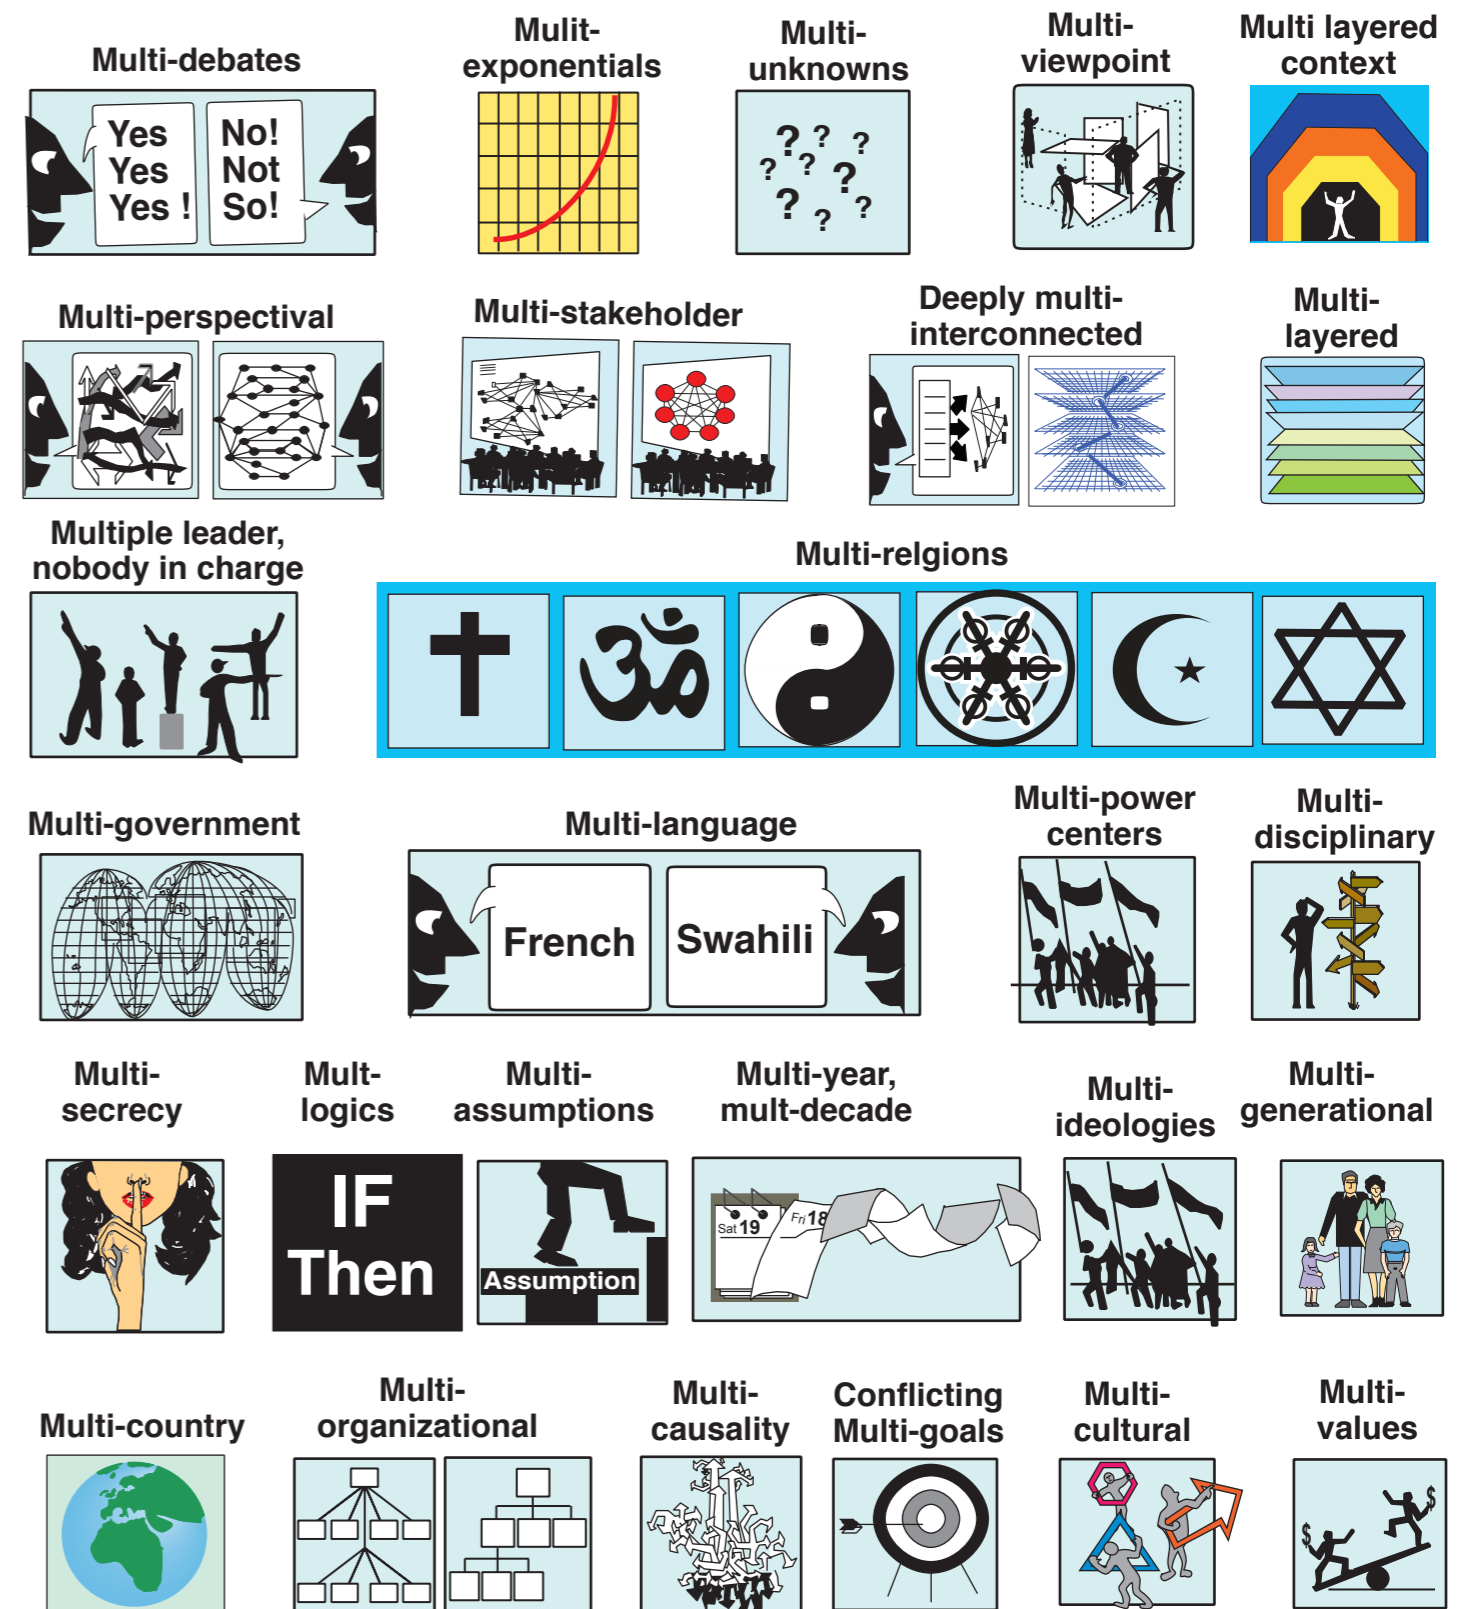 Multi-debates
Yes
Yes
Yes !
No!
Not
So!
Mulit-
exponentials
Multi-
unknowns
? ? ?
? ? ?
? ? ?
Multi-
viewpoint
Multi layered
context
Multi-perspectival
Multi-stakeholder
Deeply multi-
interconnected
Multi-
layered
Multiple leader,
nobody in charge
Multi-relgions
ॐ
Multi-government
Multi-language
French
Swahili
Multi-power
centers
Multi-
disciplinary
Multi-
secrecy
Mult-
logics
IF
Then
Multi-
assumptions
Assumption
Multi-year,
mult-decade
Sat 19
Fri 18
Multi-
ideologies
Multi-
generational
Multi-country
Multi-
organizational
Multi-
causality
Conflicting
Multi-goals
Multi-
cultural
Multi-
values
$
$